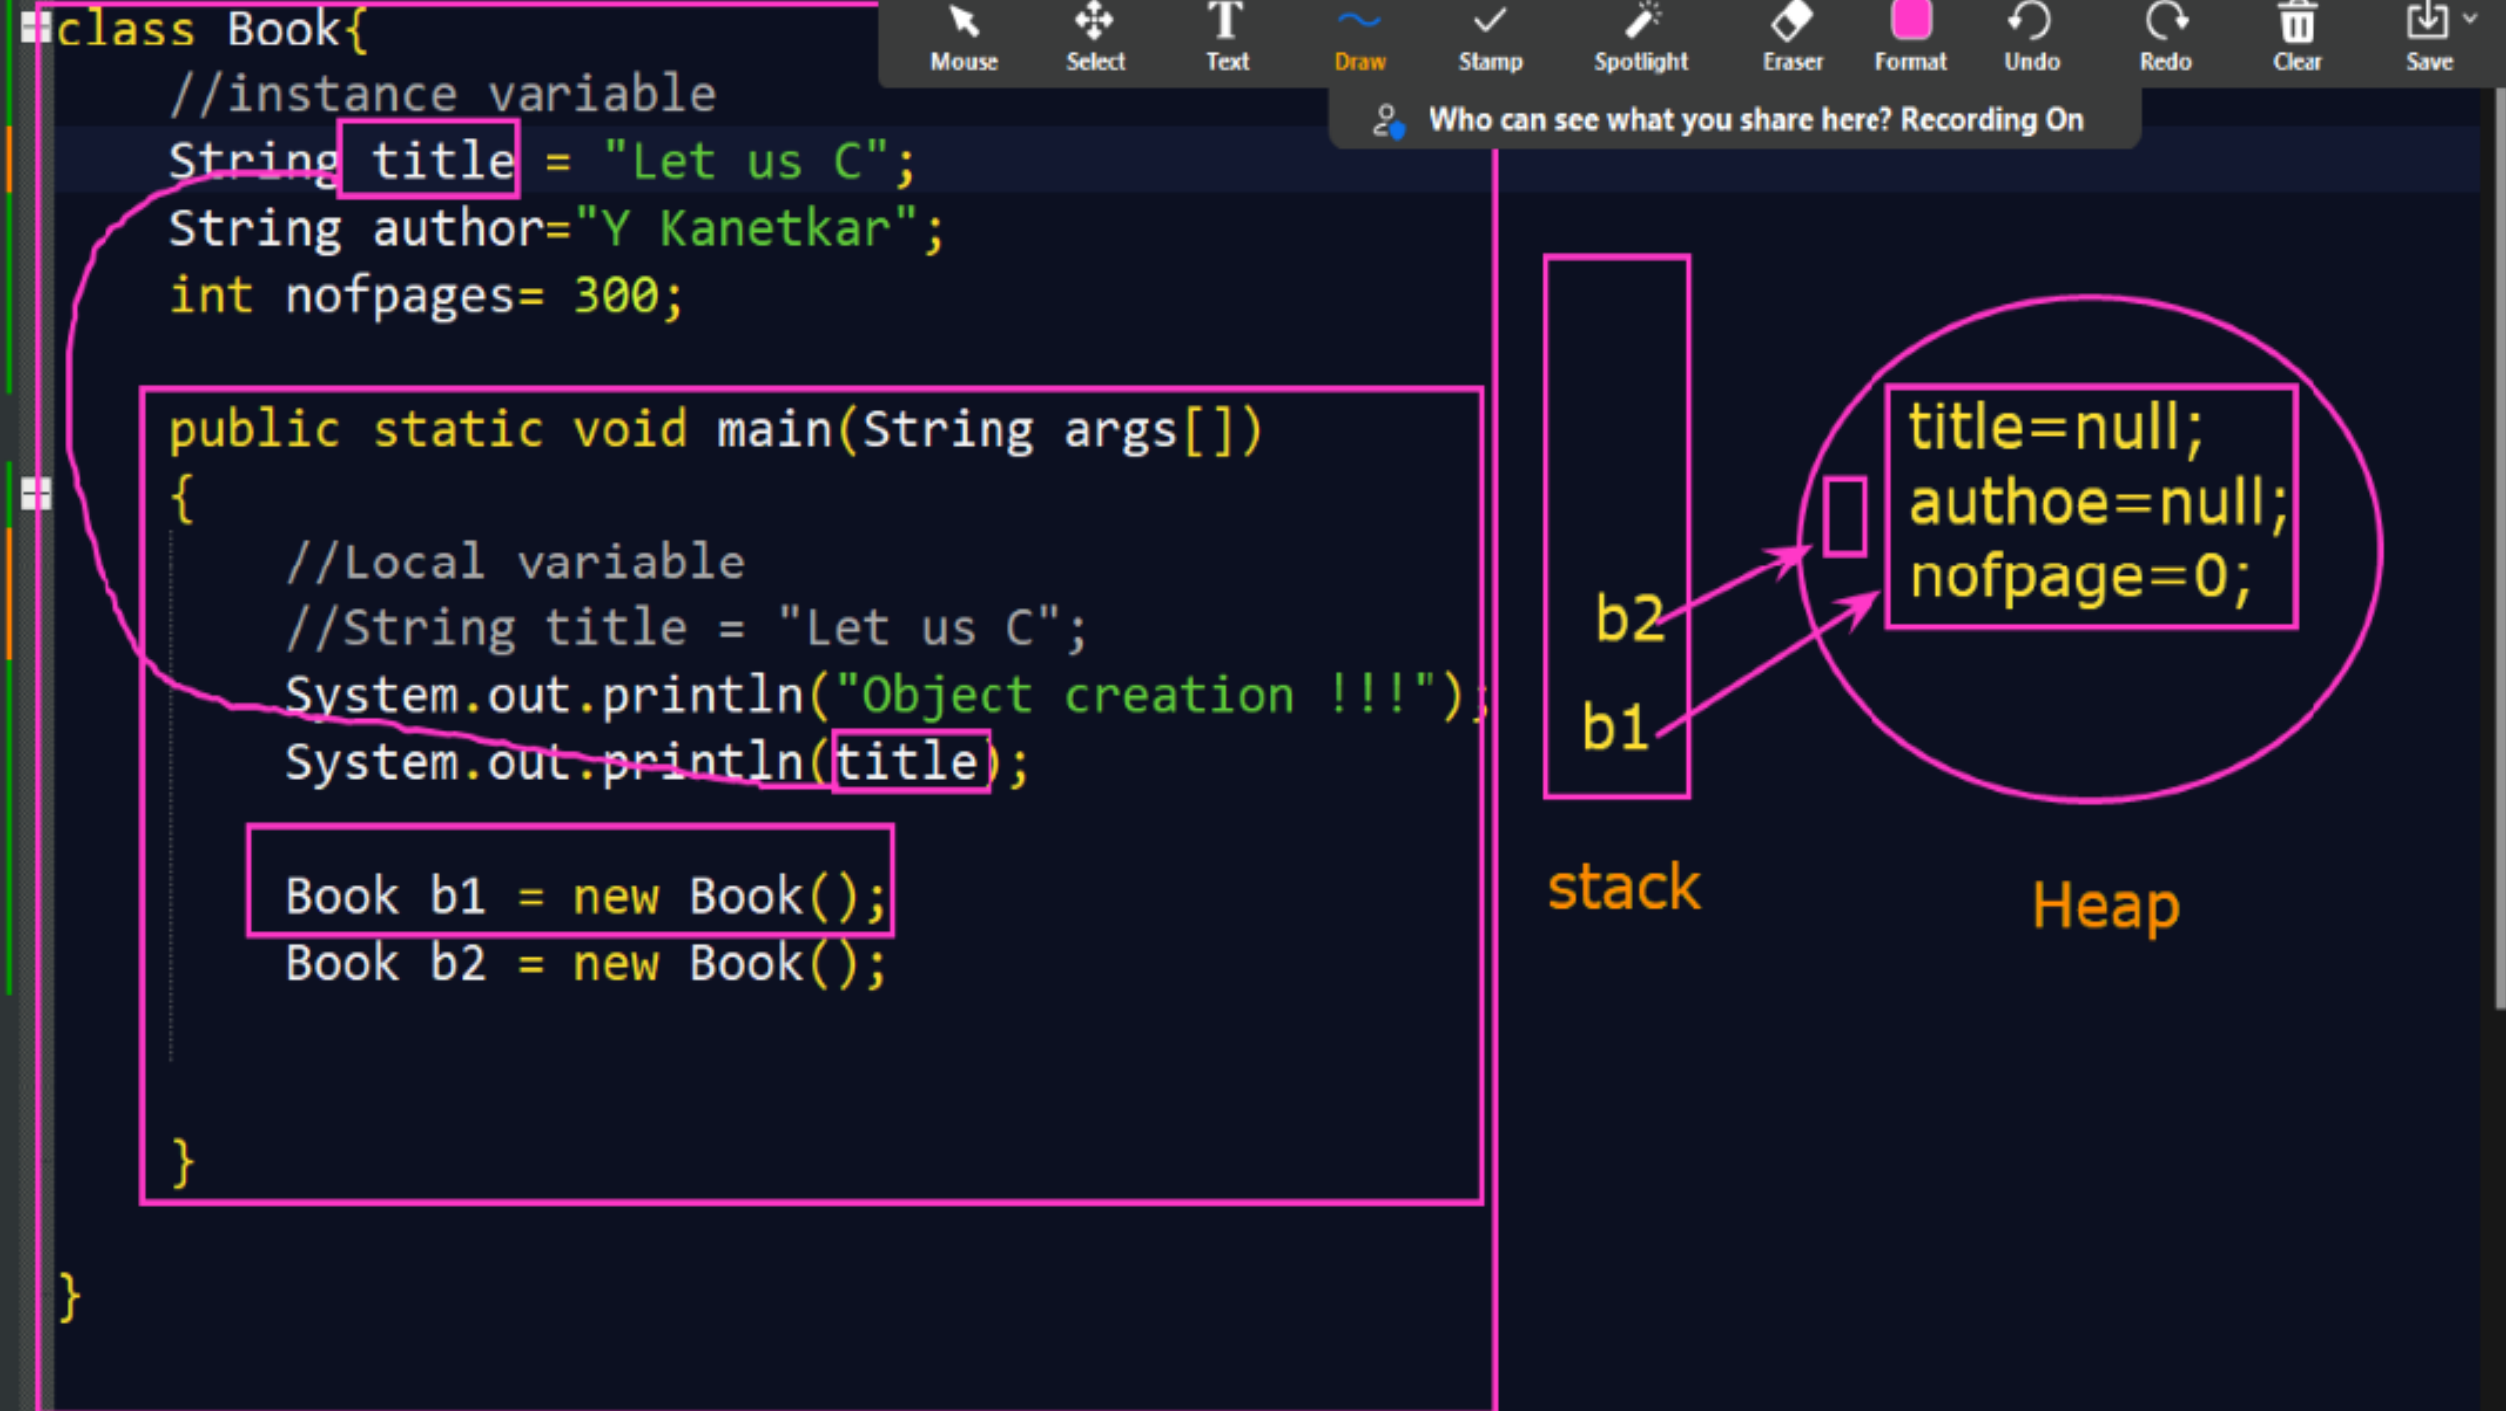 class Book{
//instance variable
String title = "Let us C";
String author="Y Kanetkar";
int nofpages= 300;
public static void main(String args[])
{
//Local variable
//String title = "Let us C";
System.out.println("Object creation !!!");
System.out.println(title);
Book b1 = new Book();
Book b2 = new Book();
}
}
Mouse Select Text Draw Stamp Spotlight Eraser Format Undo Redo Clear Save
Who can see what you share here? Recording On
b2
b1
stack
title=null;
authoe=null;
nofpage=0;
Heap